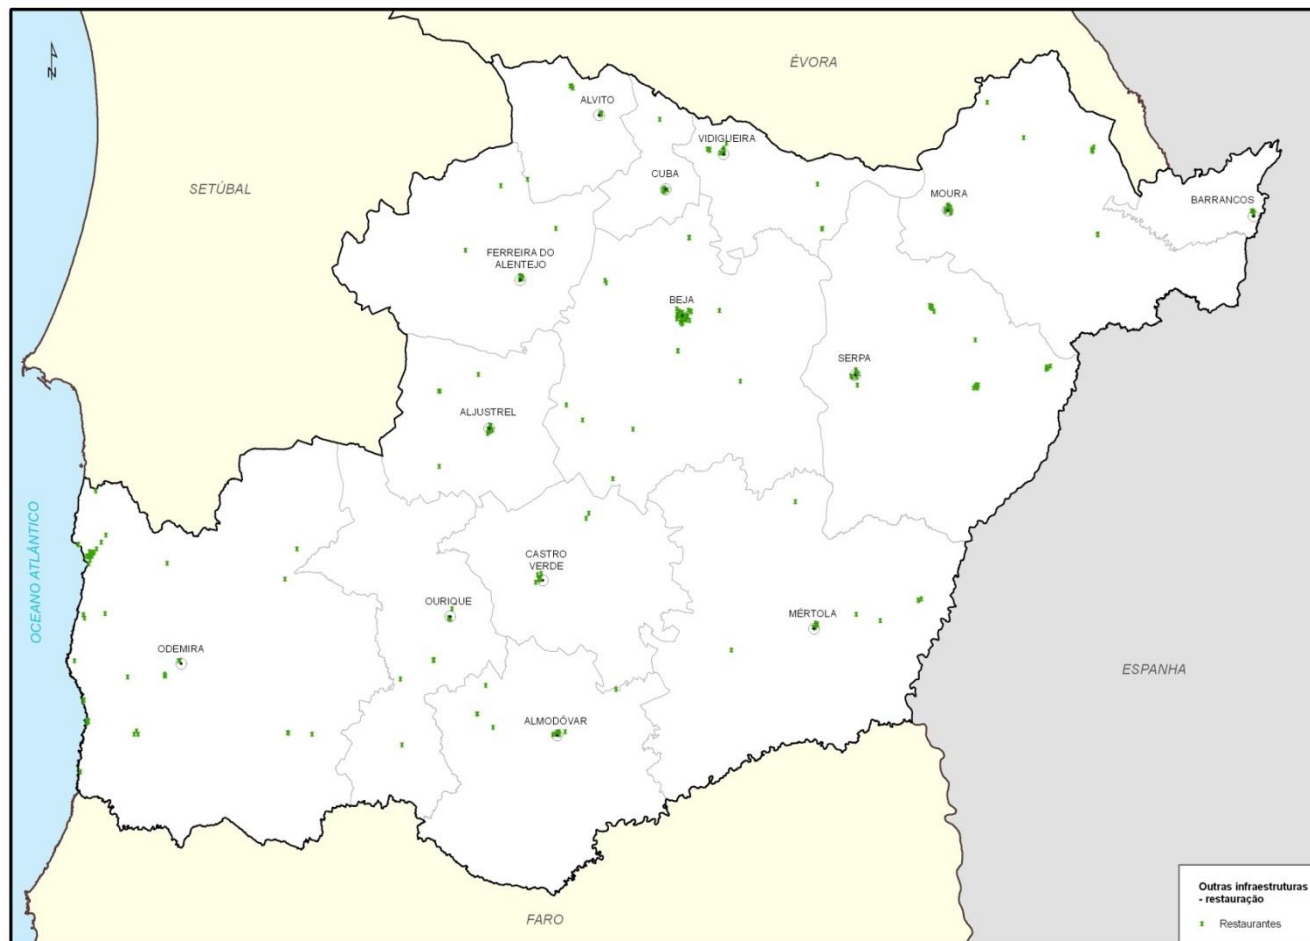 N
ÉVORA
ALVITO
VIDIGUEIRA
CUBA
SETÚBAL
MOURA
BARRANCOS
FERREIRA DO
ALENTEJO
BEJA
SERPA
ALJUSTREL
OCEANO ATLÂNTICO
CASTRO
VERDE
OURIQUE
MÉRTOLA
ODEMIRA
ESPANHA
ALMODÔVAR
Outras infraestruturas
- restauração
Restaurantes
FARO